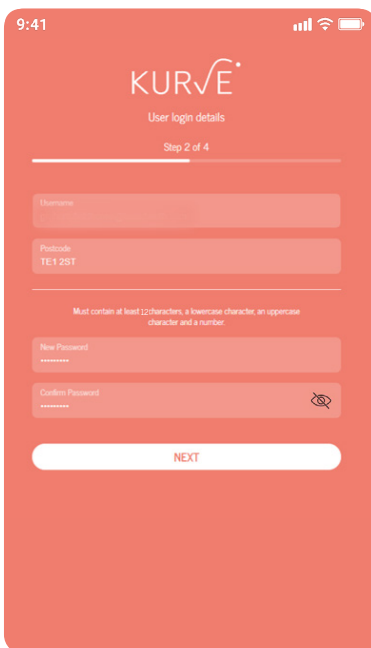 9:41
KURVE
User login details
Step 2 of 4
Username
Postcode
TE1 2ST
Must contain at least 12 characters, a lowercase character, an uppercase
character and a number.
New Password
•••••••••
Confirm Password
•••••••••
NEXT